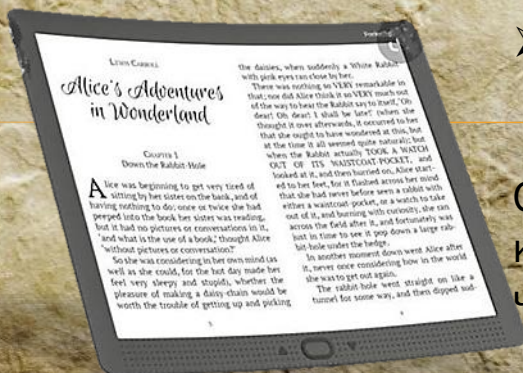 PocketBook
LEWIS CARROLL
Alice's Adventures
in Wonderland
CHAPTER 1
Down the Rabbit-Hole
Alice was beginning to get very tired of
sitting by her sister on the bank, and of
having nothing to do: once or twice she had
peeped into the book her sister was reading,
but it had no pictures or conversations in it,
'and what is the use of a book,' thought Alice
'without pictures or conversation?'
So she was considering in her own mind (as
well as she could, for the hot day made her
feel very sleepy and stupid), whether the
pleasure of making a daisy-chain would be
worth the trouble of getting up and picking
the daisies, when suddenly a White Rabbit
with pink eyes ran close by her.
There was nothing so VERY remarkable in
that; nor did Alice think it so VERY much out
of the way to hear the Rabbit say to itself, 'Oh
dear! Oh dear! I shall be late!' (when she
thought it over afterwards, it occurred to her
that she ought to have wondered at this, but
at the time it all seemed quite natural); but
when the Rabbit actually TOOK A WATCH
OUT OF ITS WAISTCOAT-POCKET, and
looked at it, and then hurried on, Alice start-
ed to her feet, for it flashed across her mind
that she had never before seen a rabbit with
either a waistcoat-pocket, or a watch to take
out of it, and burning with curiosity, she ran
across the field after it, and fortunately was
just in time to see it pop down a large rab-
bit-hole under the hedge.
In another moment down went Alice after
it, never once considering how in the world
she was to get out again.
The rabbit-hole went straight on like a
tunnel for some way, and then dipped sud-